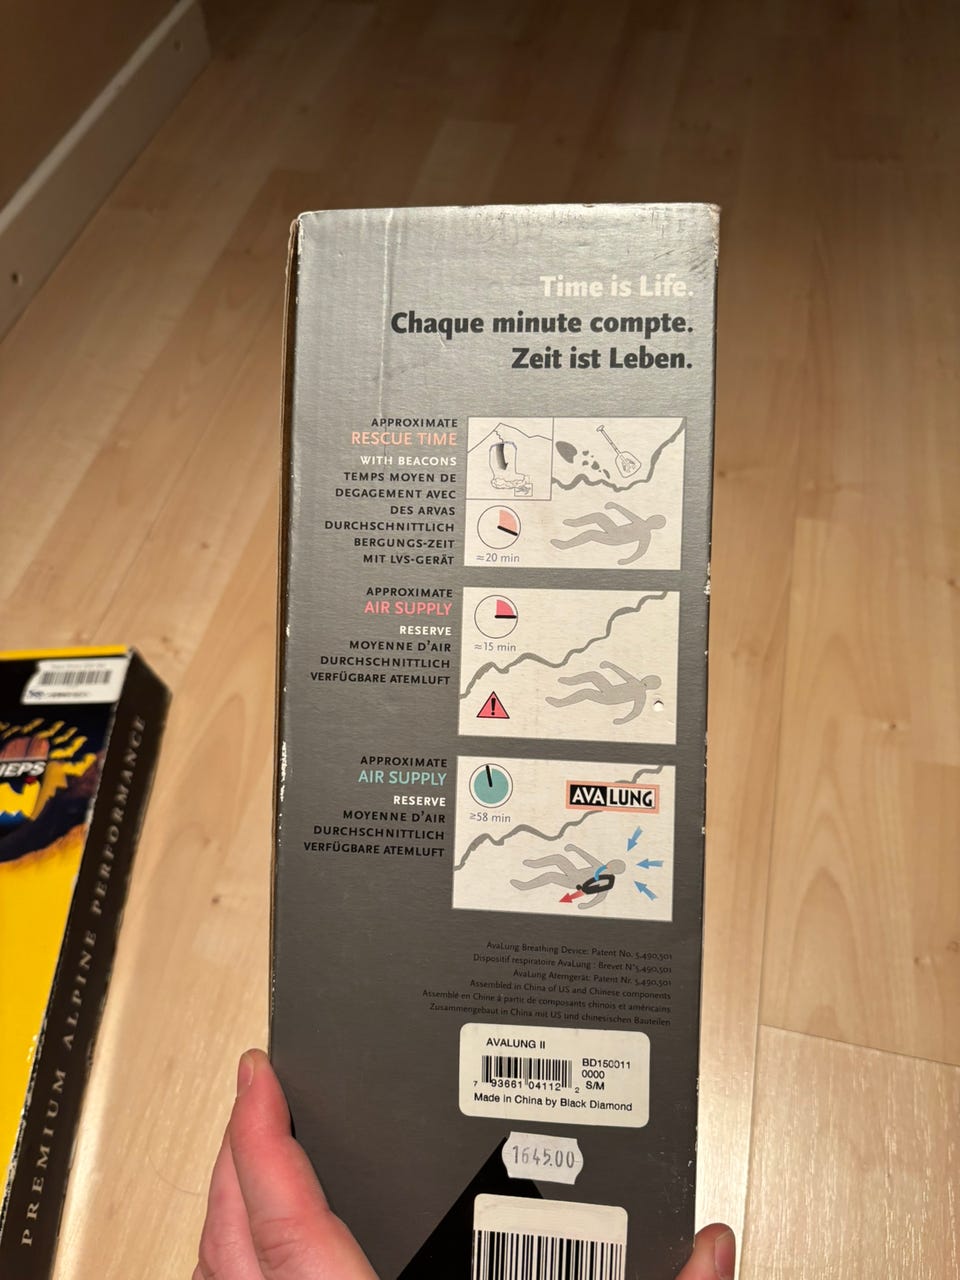 Time is Life.
Chaque minute compte.
Zeit ist Leben.
APPROXIMATE
RESCUE TIME
WITH BEACONS
TEMPS MOYEN DE
DEGAGEMENT AVEC
DES ARVAS
DURCHSCHNITTLICH
BERGUNGS-ZEIT
MIT LVS-GERÄT
≈20 min
APPROXIMATE
AIR SUPPLY
RESERVE
MOYENNE D'AIR
DURCHSCHNITTLICH
VERFÜGBARE ATEMLUFT
≈15 min
APPROXIMATE
AIR SUPPLY
RESERVE
MOYENNE D'AIR
DURCHSCHNITTLICH
VERFÜGBARE ATEMLUFT
≥58 min
AVALUNG
AvaLung Breathing Device: Patent No. 5,490,501
Dispositif respiratoire AvaLung : Brevet N°5,490,501
AvaLung Atemgerät: Patent Nr. 5,490,501
Assembled in China of US and Chinese components
Assemblé en Chine à partir de composants chinois et américains
Zusammengebaut in China mit US und chinesischen Bauteilen
AVALUNG II
BD150011
0000
S/M
7 93661 04112 2
Made in China by Black Diamond
1645.00
IEPS
PREMIUM ALPINE PERFORMANCE